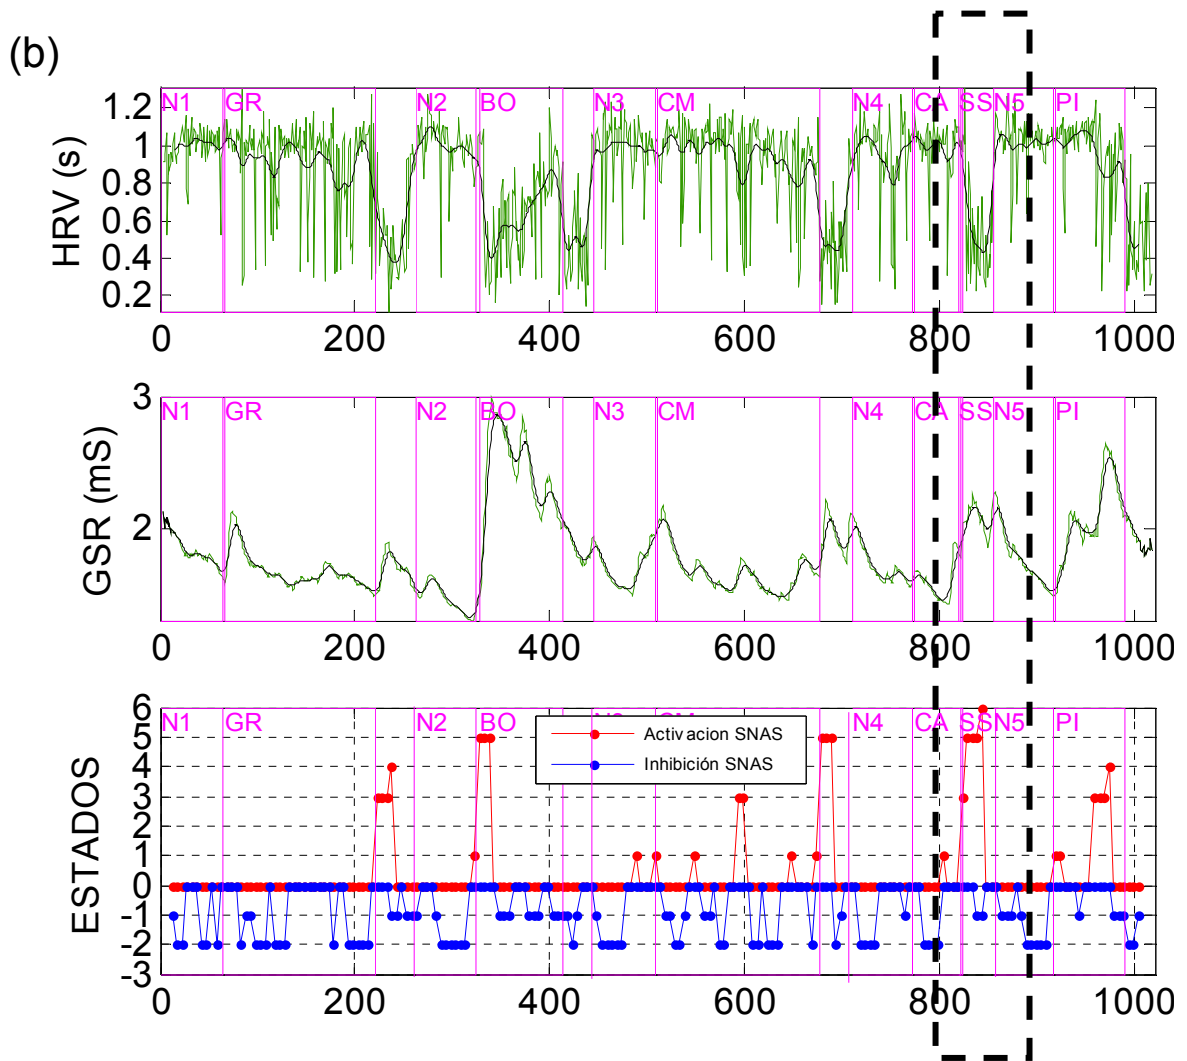 (b)
HRV (s)
1.2
1
0.8
0.6
0.4
0.2
N1 GR N2 BO N3 CM N4 CA SS N5 PI
0 200 400 600 800 1000
GSR (mS)
3
2
N1 GR N2 BO N3 CM N4 CA SS N5 PI
0 200 400 600 800 1000
ESTADOS
6
5
4
3
2
1
0
-1
-2
-3
N1 GR N2 BO N4 CA SS N5 PI
Activacion SNAS
Inhibición SNAS
0 200 400 600 800 1000